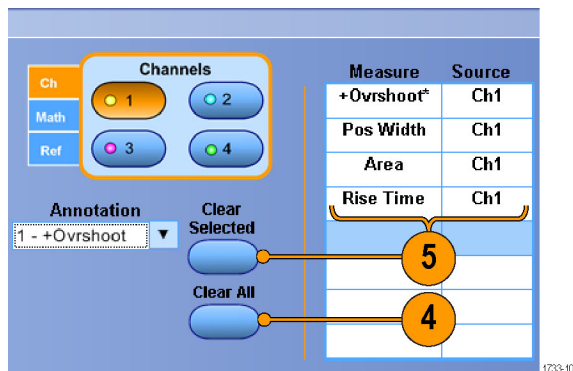 Ch
Math
Ref
Channels
1
2
3
4
Annotation
1 - +Ovrshoot
Clear
Selected
Clear All
Measure Source
+Ovrshoot* Ch1
Pos Width Ch1
Area Ch1
Rise Time Ch1
5
4
1733-10